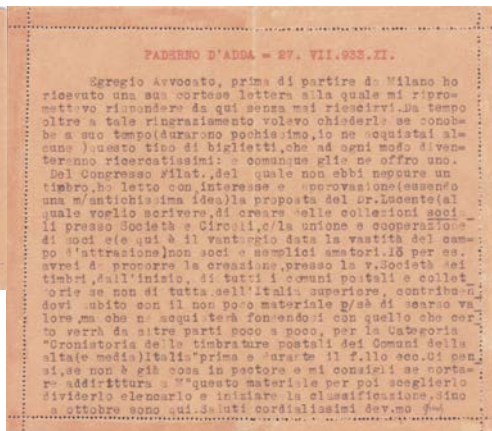 PADERNO D'ADDA = 27. VII.933.XI.
Egregio Avvocato, prima di partire da Milano ho
ricevuto una sua cortese lettera alla quale mi ripro=
mettevo rispondere da qui senza mai riescirvi.Da tempo
oltre a tale ringraziamento volevo chiederle se conob=
be a suo tempo(durarono pochissimo,io ne acquistai al=
cune )questo tipo di biglietti,che ad ogni modo diven=
teranno ricercatissimi: e comunque glie ne offro uno.
Del Congresso Filat.,del quale non ebbi neppure un
timbro,ho letto con interesse e approvazione(essendo
una m/antichissima idea)la proposta del Dr.Lucente(al
quale voglio scrivere,di creare delle collezioni soci_
li presso Società e Circoli,c/la unione e cooperazione
di soci e(e qui è il vantaggio data la vastità del cam=
po d'attrazione)non soci e semplici amatori.Iô per es.
avrei da proporre la creazione,presso la v.Società dei
timbri,dall'inizio, di tutti i comuni postali e collet_
torie se non di tutta dell'Italia superiore, contribuen
dovi subito con il non poco materiale p/sè di scarso va
lore,ma che ne acquisterà fondendosi con quello che cer
to verrà da altre parti poco a poco, per la Categoria
"Cronistoria delle timbrature postali dei Comuni della
alta(e media)Italia"prima e durante il f.llo ecc.Ci pen
si,se non è già cosa in pectore e mi consigli se porta=
re addirittura a M°questo materiale per poi sceglierlo
dividerlo elencarlo e iniziare la classificazione.Sino
a ottobre sono qui.Saluti cordialissimi dev.mo